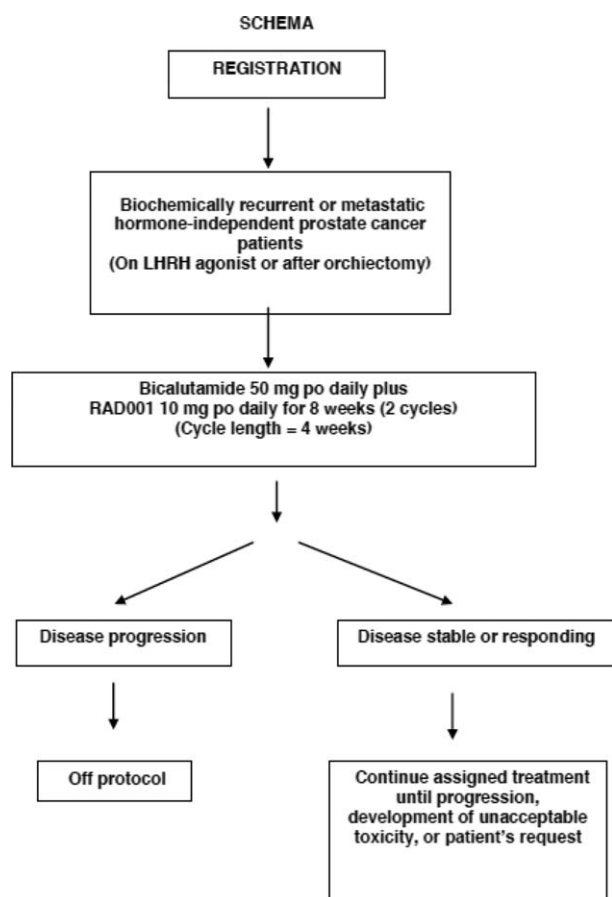 SCHEMA
REGISTRATION
Biochemically recurrent or metastatic
hormone-independent prostate cancer
patients
(On LHRH agonist or after orchiectomy)
Bicalutamide 50 mg po daily plus
RAD001 10 mg po daily for 8 weeks (2 cycles)
(Cycle length = 4 weeks)
Disease progression
Disease stable or responding
Off protocol
Continue assigned treatment
until progression,
development of unacceptable
toxicity, or patient's request